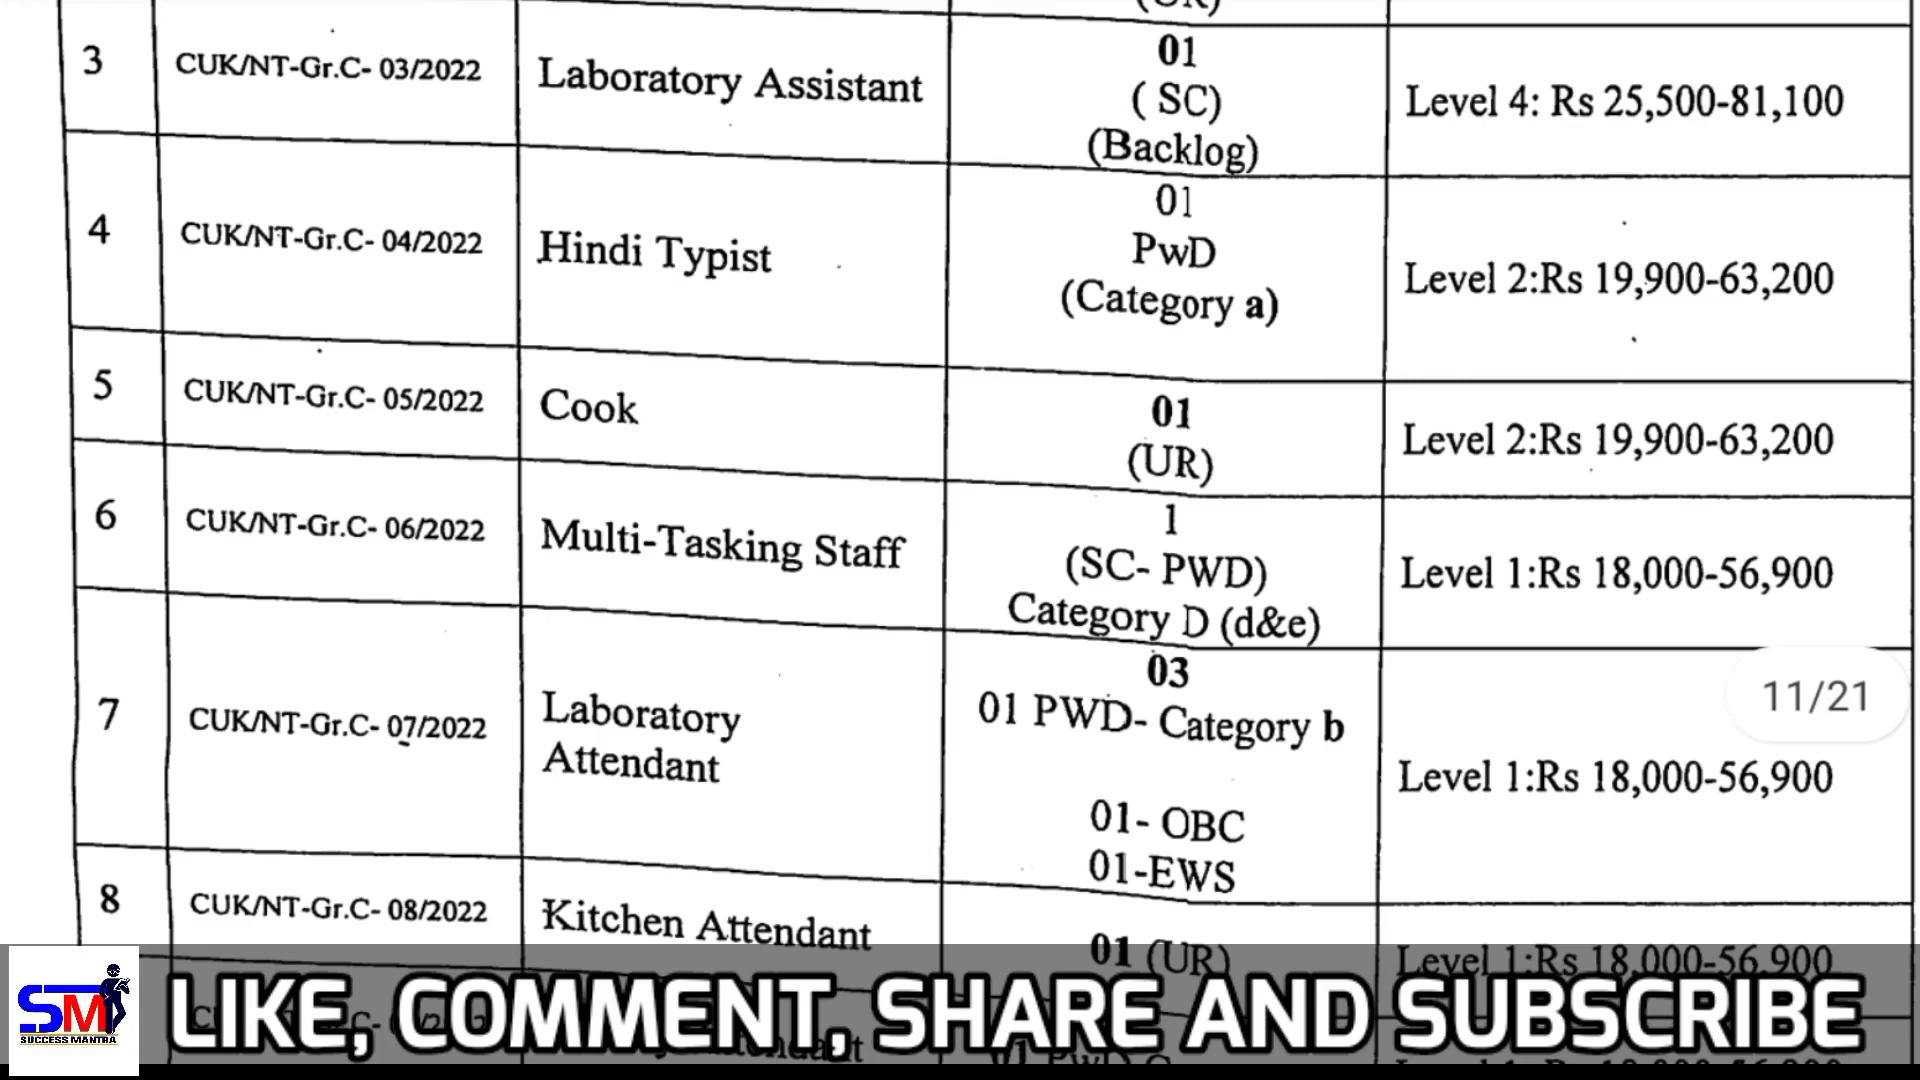 3 CUK/NT-Gr.C- 03/2022 Laboratory Assistant 01 Level 4: Rs 25,500-81,100
( SC)
(Backlog)
4 CUK/NT-Gr.C- 04/2022 Hindi Typist 01 Level 2:Rs 19,900-63,200
PwD
(Category a)
5 CUK/NT-Gr.C- 05/2022 Cook 01 Level 2:Rs 19,900-63,200
(UR)
6 CUK/NT-Gr.C- 06/2022 Multi-Tasking Staff 1 Level 1:Rs 18,000-56,900
(SC- PWD)
Category D (d&e)
7 CUK/NT-Gr.C- 07/2022 Laboratory 03 Level 1:Rs 18,000-56,900
Attendant 01 PWD- Category b
01- OBC
01-EWS
11/21
8 CUK/NT-Gr.C- 08/2022 Kitchen Attendant 01 (UR) Level 1:Rs 18,000-56,900
SM
SUCCESS MANTRA
LIKE, COMMENT, SHARE AND SUBSCRIBE